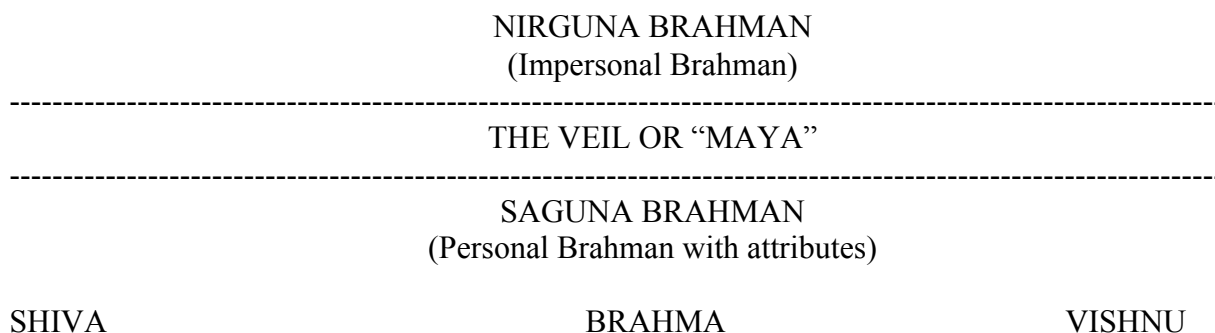 NIRGUNA BRAHMAN
(Impersonal Brahman)
THE VEIL OR “MAYA”
SAGUNA BRAHMAN
(Personal Brahman with attributes)
SHIVA BRAHMA VISHNU